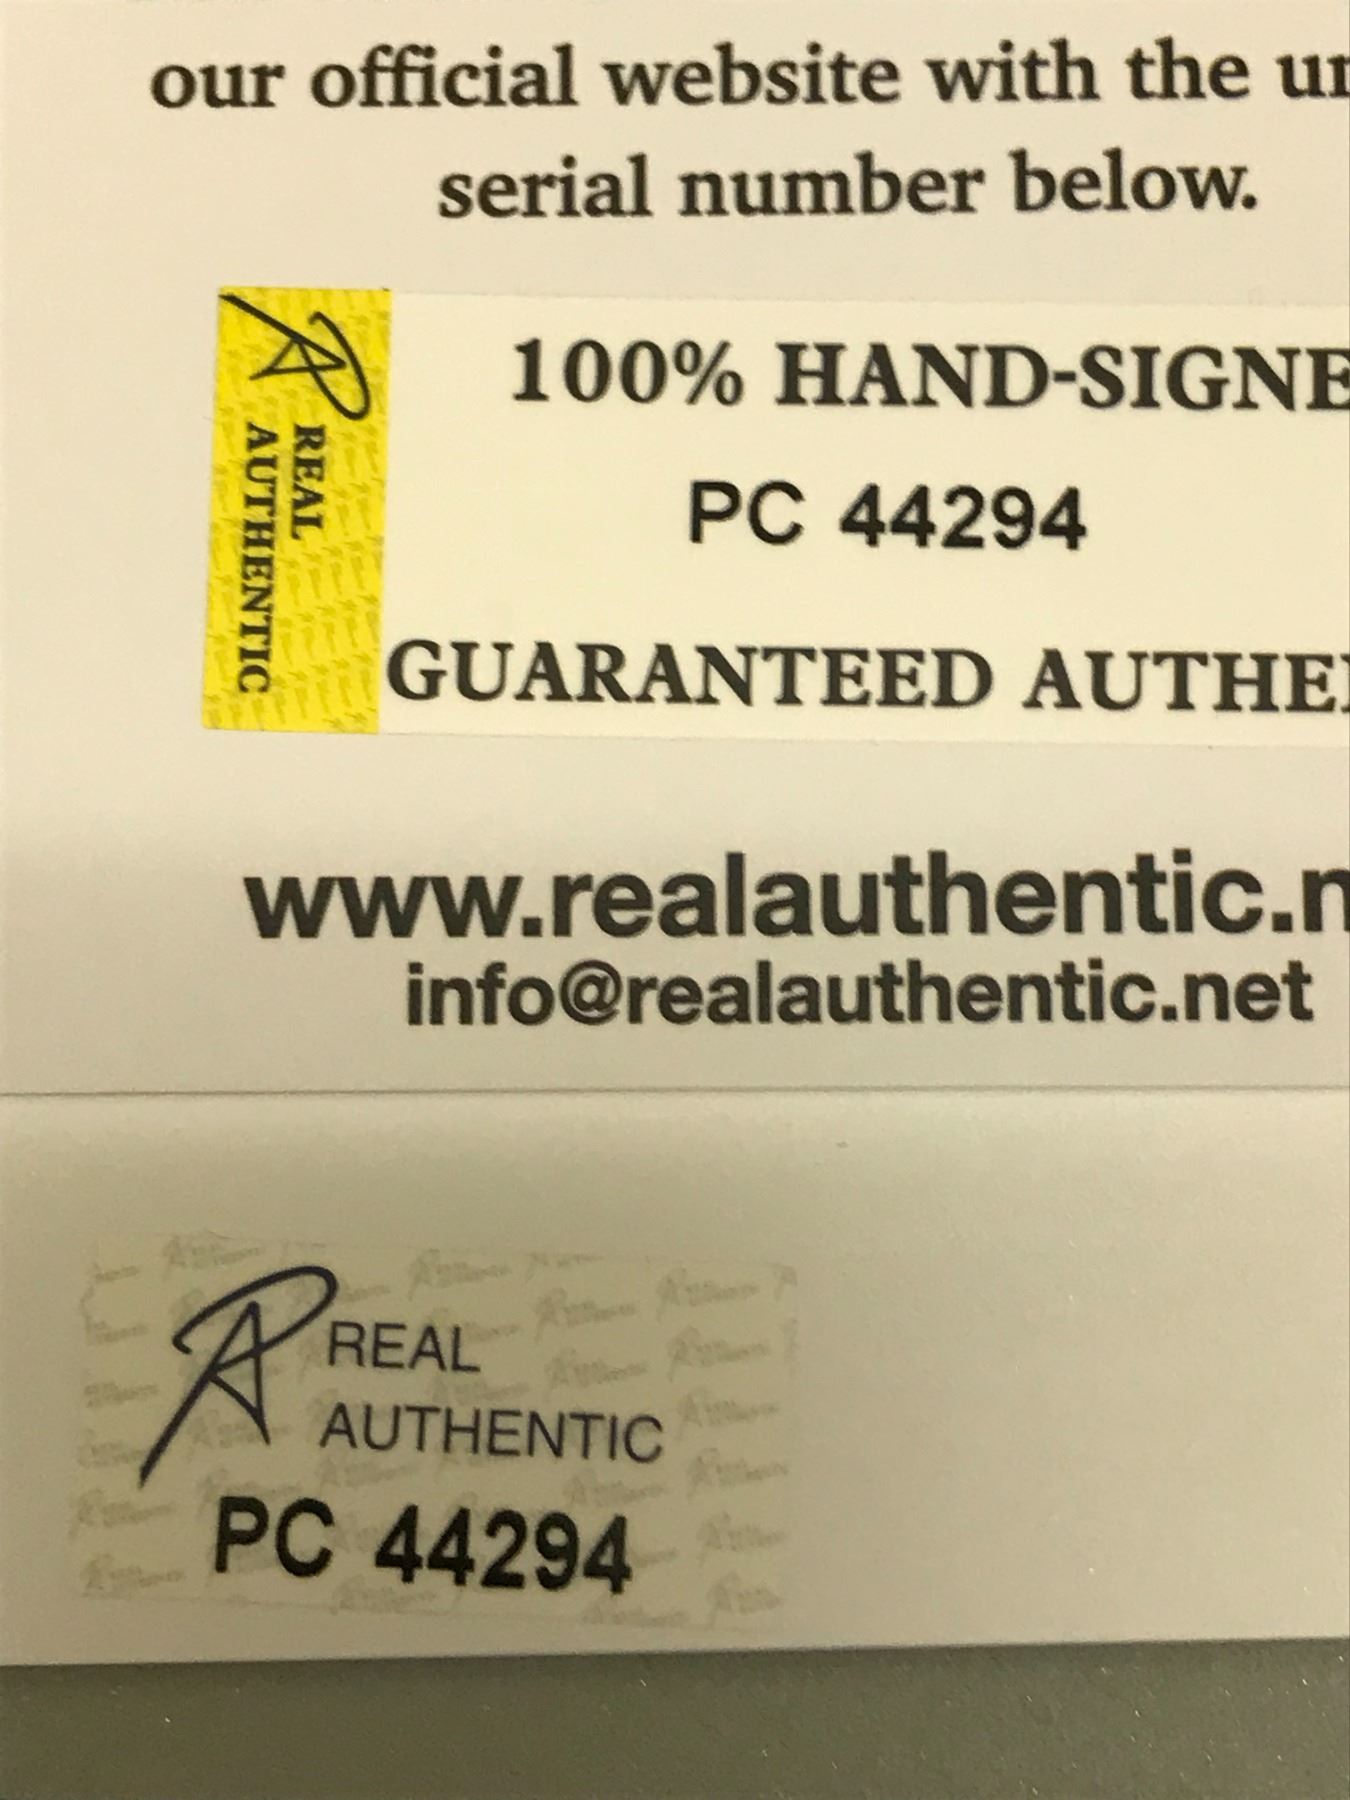 our official website with the
serial number below.
REAL
AUTHENTIC
100% HAND-SIGNE
PC 44294
GUARANTEED AUTHE
www.realauthentic.n
info@realauthentic.net
REAL
AUTHENTIC
PC 44294